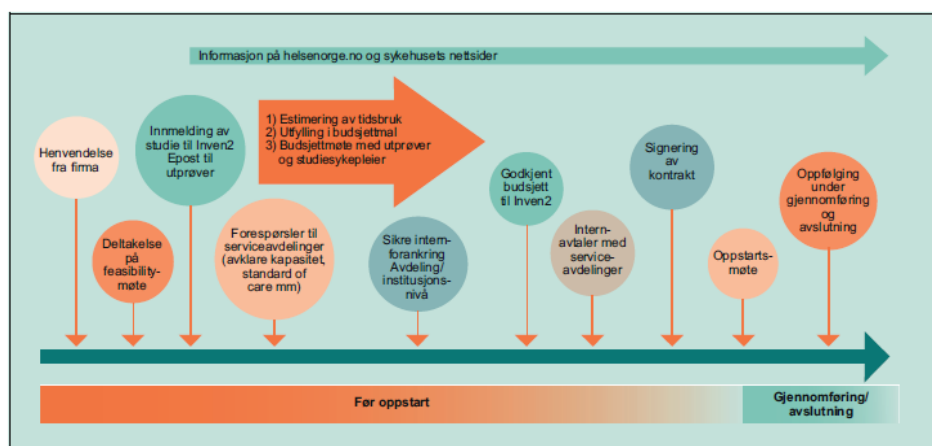 Informasjon på helsenorge.no og sykehusets nettsider
Henvendelse
fra firma
Deltakelse
på
feasibility-
møte
Innmelding av
studie til Inven2
Epost til
utprøver
1) Estimering av tidsbruk
2) Utfylling i budsjettmal
3) Budsjettmøte med utprøver
og studiesykepleier
Forespørsler til
serviceavdelinger
(avklare kapasitet,
standard of
care mm)
Sikre intern-
forankring
Avdeling/
institusjons-
nivå
Godkjent
budsjett
til Inven2
Intern-
avtaler med
service-
avdelinger
Signering
av
kontrakt
Oppstarts-
møte
Oppfølging
under
gjennomføring
og
avslutning
Før oppstart
Gjennomføring/
avslutning